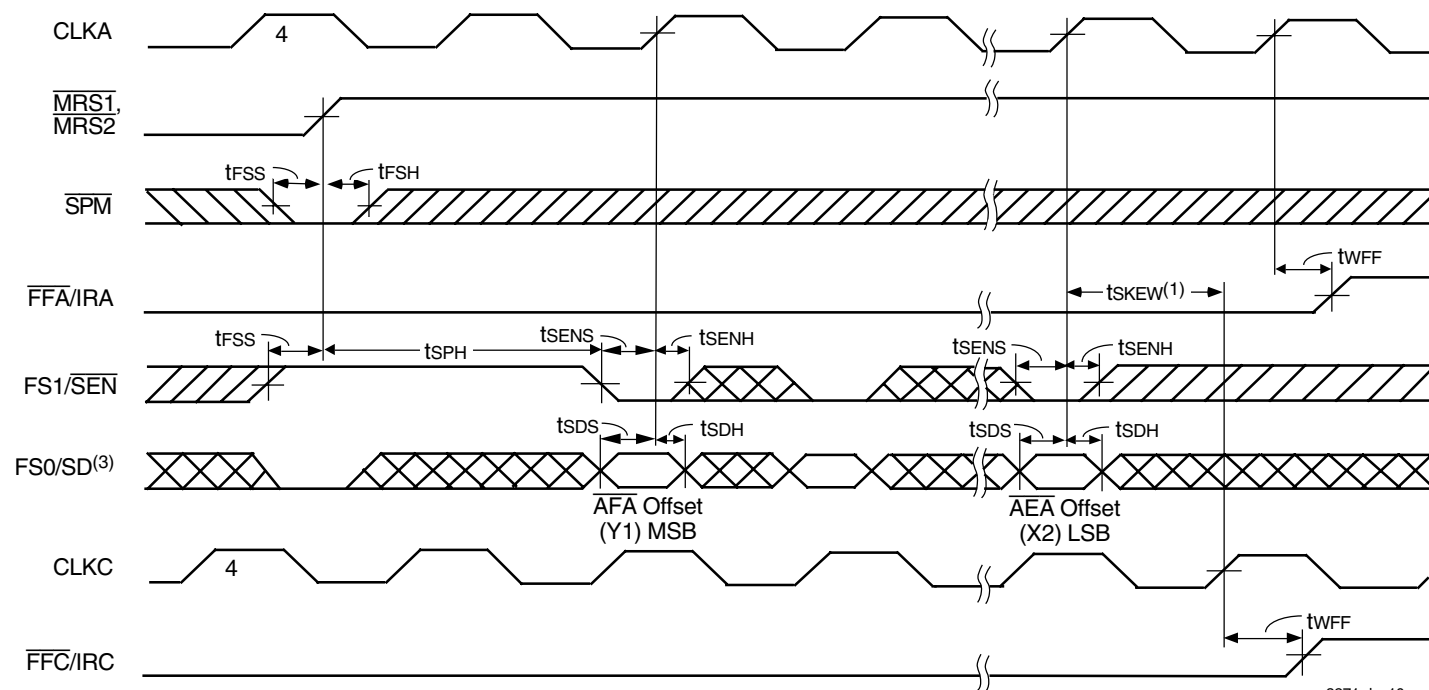 CLKA
4
MRS1,
MRS2
tFSS
tFSH
SPM
tWFF
FFA/IRA
tSKEW(1)
tFSS
tSPH
tSENS
tSENH
tSENS
tSENH
FS1/SEN
tSDS
tSDH
tSDS
tSDH
FS0/SD(3)
AFA Offset
(Y1) MSB
AEA Offset
(X2) LSB
CLKC
4
tWFF
FFC/IRC